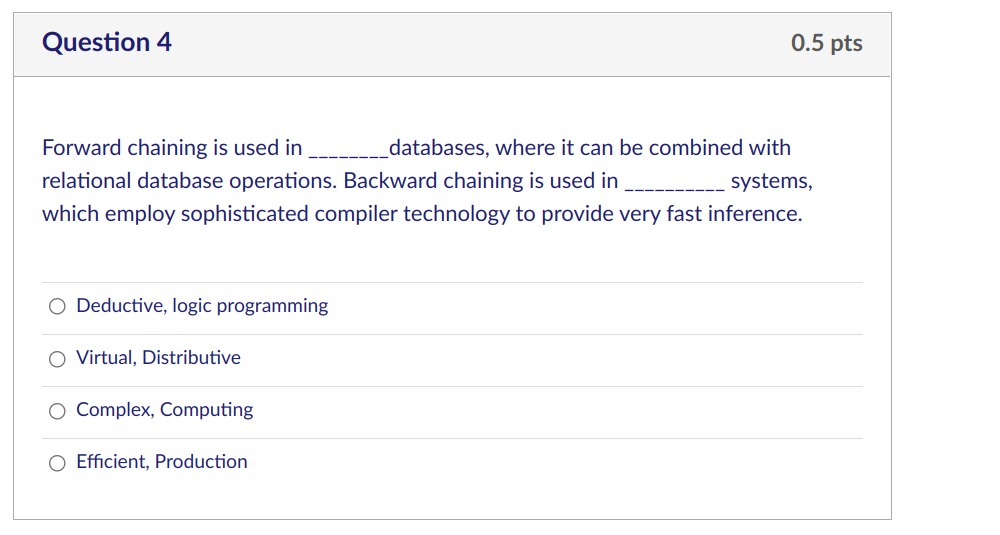 Question 4
0.5 pts
Forward chaining is used in ________databases, where it can be combined with
relational database operations. Backward chaining is used in __________ systems,
which employ sophisticated compiler technology to provide very fast inference.
Deductive, logic programming
Virtual, Distributive
Complex, Computing
Efficient, Production